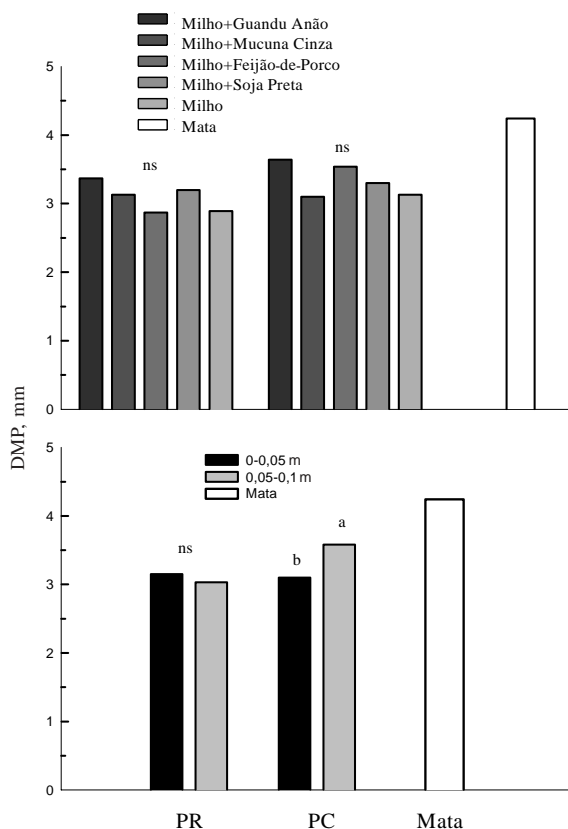 Milho+Guandu Anão
Milho+Mucuna Cinza
Milho+Feijão-de-Porco
Milho+Soja Preta
Milho
Mata
5
4
3
2
1
0
ns
ns
DMP, mm
5
4
3
2
1
0
0-0,05 m
0,05-0,1 m
Mata
ns
b
a
PR
PC
Mata